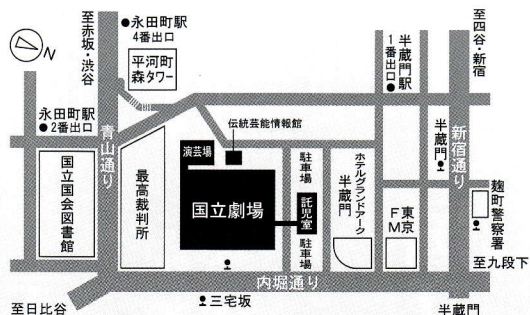 至赤坂・渋谷
●永田町駅
4番出口
平河町
森タワー
N
永田町駅
●2番出口
青山通り
国立国会図書館
最高裁判所
演芸場
伝統芸能情報館
国立劇場
駐車場
託児室
駐車場
ホテルグランドアーク
半蔵門
半蔵門駅
1番出口●
東京
FM
半蔵門
新宿通り
至四谷・新宿
麹町警察署
至九段下
内堀通り
三宅坂
至日比谷
半蔵門